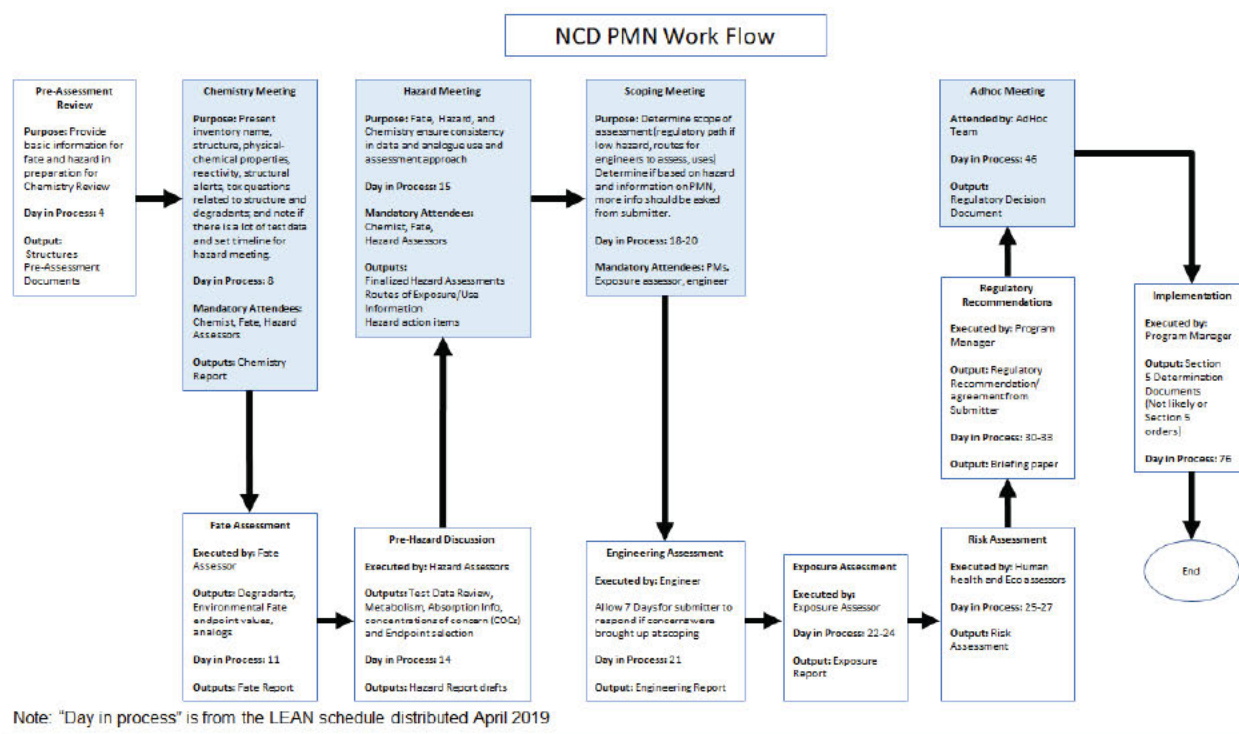 NCD PMN Work Flow
Pre-Assessment
Review
Purpose: Provide
basic information for
fate and hazard in
preparation for
Chemistry Review
Day in Process: 4
Output:
Structures
Pre-Assessment
Documents
Chemistry Meeting
Purpose: Present
inventory name,
structure, physical-
chemical properties,
reactivity, structural
alerts, tox questions
related to structure and
degradants; and note if
there is a lot of test data
and set timeline for
hazard meeting.
Day in Process: 8
Mandatory Attendees:
Chemist, Fate, Hazard
Assessors
Outputs: Chemistry
Report
Hazard Meeting
Purpose: Fate, Hazard, and
Chemistry ensure consistency
in data and analogue use and
assessment approach
Day in Process: 15
Mandatory Attendees:
Chemist, Fate,
Hazard Assessors
Outputs:
Finalized Hazard Assessments
Routes of Exposure/Use
Information
Hazard action items
Scoping Meeting
Purpose: Determine scope of
assessment (regulatory path if
low hazard, routes for
engineers to assess, uses)
Determine if based on hazard
and information on PMN,
more info should be asked
from submitter.
Day in Process: 18-20
Mandatory Attendees: PMs,
Exposure assessor, engineer
Adhoc Meeting
Attended by: AdHoc
Team
Day in Process: 46
Output:
Regulatory Decision
Document
Regulatory
Recommendations
Executed by: Program
Manager
Output: Regulatory
Recommendation/
agreement from
Submitter
Day in Process: 30-33
Output: Briefing paper
Implementation
Executed by:
Program Manager
Output: Section
5 Determination
Documents
(Not likely or
Section 5
orders)
Day in Process: 76
Fate Assessment
Executed by: Fate
Assessor
Outputs: Degradants,
Environmental Fate
endpoint values,
analogs
Day in Process: 11
Outputs: Fate Report
Pre-Hazard Discussion
Executed by: Hazard Assessors
Outputs: Test Data Review,
Metabolism, Absorption Info,
concentrations of concern (COCs)
and Endpoint selection
Day in Process: 14
Outputs: Hazard Report drafts
Engineering Assessment
Executed by: Engineer
Allow 7 Days for submitter to
respond if concerns were
brought up at scoping
Day in Process: 21
Output: Engineering Report
Exposure Assessment
Executed by:
Exposure Assessor
Day in Process: 22-24
Output: Exposure
Report
Risk Assessment
Executed by: Human
health and Eco assessors
Day in Process: 25-27
Output: Risk
Assessment
End
Note: “Day in process” is from the LEAN schedule distributed April 2019